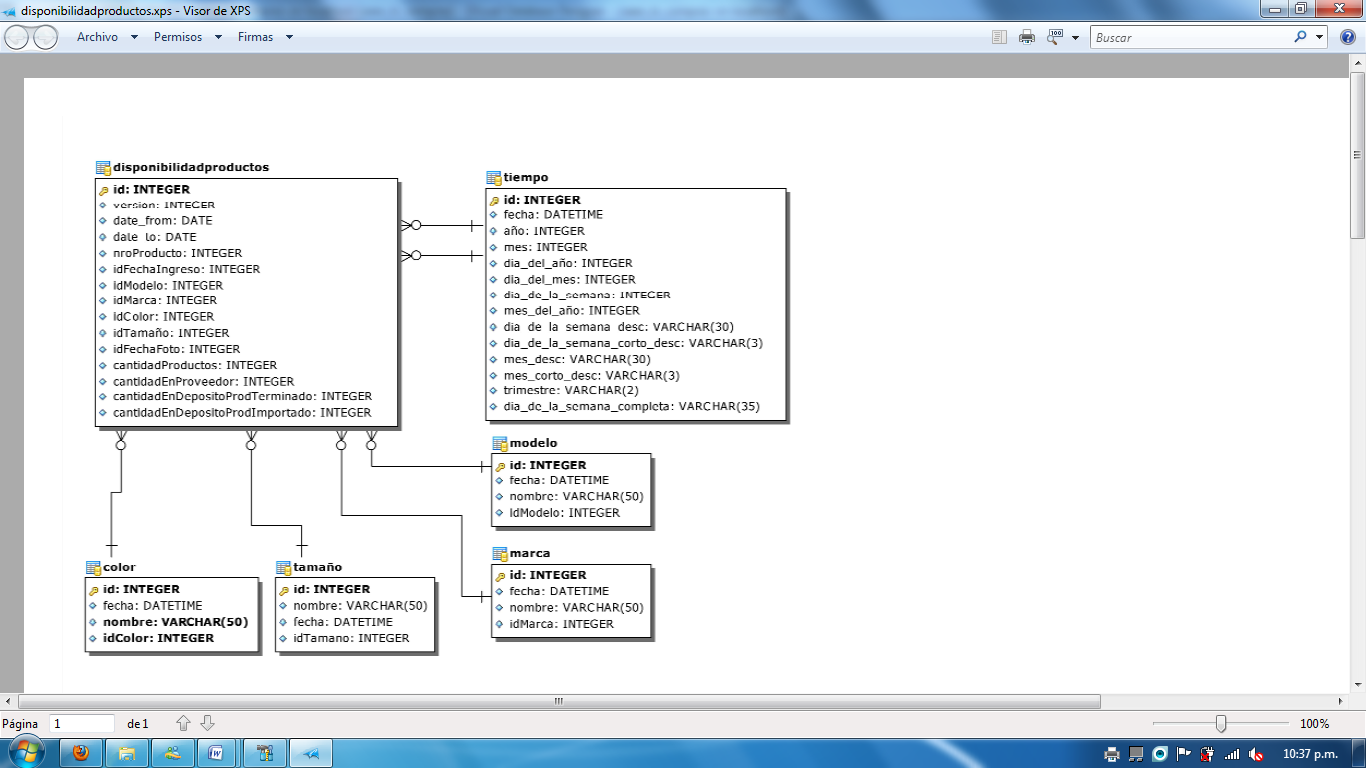 disponibilidadproductos.xps - Visor de XPS
Archivo Permisos Firmas
100
Buscar
disponibilidadproductos
id: INTEGER
version: INTEGER
date_from: DATE
date_to: DATE
nroProducto: INTEGER
idFechaIngreso: INTEGER
idModelo: INTEGER
idMarca: INTEGER
idColor: INTEGER
idTamaño: INTEGER
idFechaFoto: INTEGER
cantidadProductos: INTEGER
cantidadEnProveedor: INTEGER
cantidadEnDepositoProdTerminado: INTEGER
cantidadEnDepositoProdImportado: INTEGER
tiempo
id: INTEGER
fecha: DATETIME
año: INTEGER
mes: INTEGER
dia_del_año: INTEGER
dia_del_mes: INTEGER
dia_de_la_semana: INTEGER
mes_del_año: INTEGER
dia_de_la_semana_desc: VARCHAR(30)
dia_de_la_semana_corto_desc: VARCHAR(3)
mes_desc: VARCHAR(30)
mes_corto_desc: VARCHAR(3)
trimestre: VARCHAR(2)
dia_de_la_semana_completa: VARCHAR(35)
modelo
id: INTEGER
fecha: DATETIME
nombre: VARCHAR(50)
idModelo: INTEGER
marca
id: INTEGER
fecha: DATETIME
nombre: VARCHAR(50)
idMarca: INTEGER
color
id: INTEGER
fecha: DATETIME
nombre: VARCHAR(50)
idColor: INTEGER
tamaño
id: INTEGER
nombre: VARCHAR(50)
fecha: DATETIME
idTamano: INTEGER
Página 1 de 1
100%
10:37 p.m.